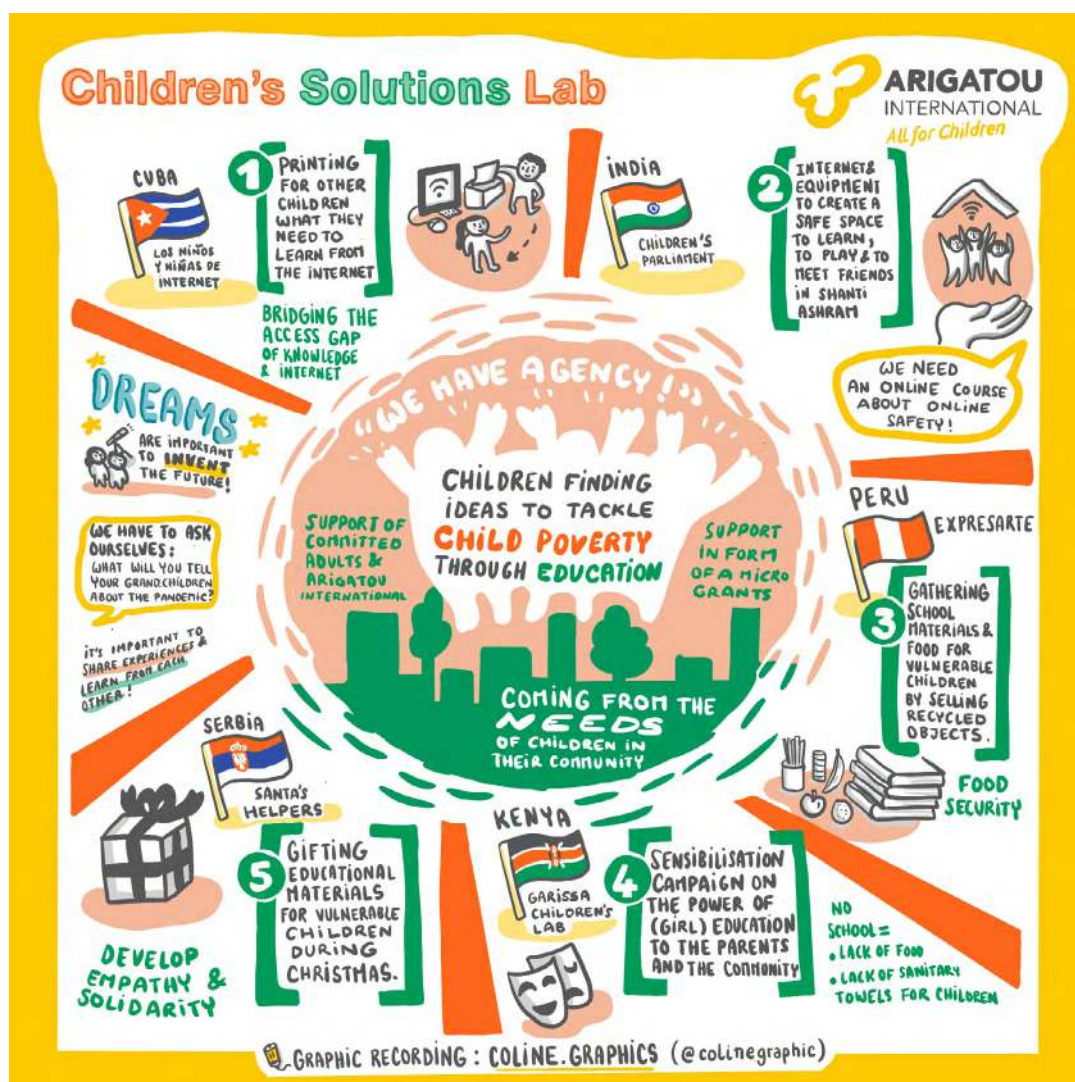 Children's Solutions Lab
ARIGATOU
INTERNATIONAL
All for Children
CUBA
LOS NIÑOS
Y NIÑAS DE
INTERNET
1
PRINTING
FOR OTHER
CHILDREN
WHAT THEY
NEED TO
LEARN FROM
THE INTERNET
BRIDGING THE
ACCESS GAP
OF KNOWLEDGE
& INTERNET
INDIA
CHILDREN'S
PARLIAMENT
2
INTERNET&
EQUIPMENT
TO CREATE A
SAFE SPACE
TO LEARN,
TO PLAY & TO
MEET FRIENDS
IN SHANTI
ASHRAM
WE NEED
AN ONLINE COURSE
ABOUT ONLINE
SAFETY!
DREAMS
ARE IMPORTANT
TO INVENT
THE FUTURE!
WE HAVE TO ASK
OURSELVES:
WHAT WILL YOU TELL
YOUR GRANDCHILDREN
ABOUT THE PANDEMIC?
IT'S IMPORTANT TO
SHARE EXPERIENCES &
LEARN FROM EACH
OTHER!
"WE HAVE AGENCY!"
CHILDREN FINDING
IDEAS TO TACKLE
CHILD POVERTY
THROUGH EDUCATION
SUPPORT OF
COMMITTED
ADULTS &
ARIGATOU
INTERNATIONAL
SUPPORT
IN FORM
OF A MICRO
GRANTS
COMING FROM THE
NEEDS
OF CHILDREN IN
THEIR COMMUNITY
PERU
EXPRESARTE
3
GATHERING
SCHOOL
MATERIALS &
FOOD FOR
VULNERABLE
CHILDREN
BY SELLING
RECYCLED
OBJECTS.
FOOD
SECURITY
KENYA
GARISSA
CHILDREN'S
LAB
4
SENSIBILISATION
CAMPAIGN ON
THE POWER OF
(GIRL) EDUCATION
TO THE PARENTS
AND THE COMMUNITY
NO
SCHOOL =
• LACK OF FOOD
• LACK OF SANITARY
TOWELS FOR CHILDREN
SERBIA
SANTA'S
HELPERS
5
GIFTING
EDUCATIONAL
MATERIALS
FOR VULNERABLE
CHILDREN
DURING
CHRISTMAS.
DEVELOP
EMPATHY &
SOLIDARITY
GRAPHIC RECORDING : COLINE.GRAPHICS (@colinegraphic)